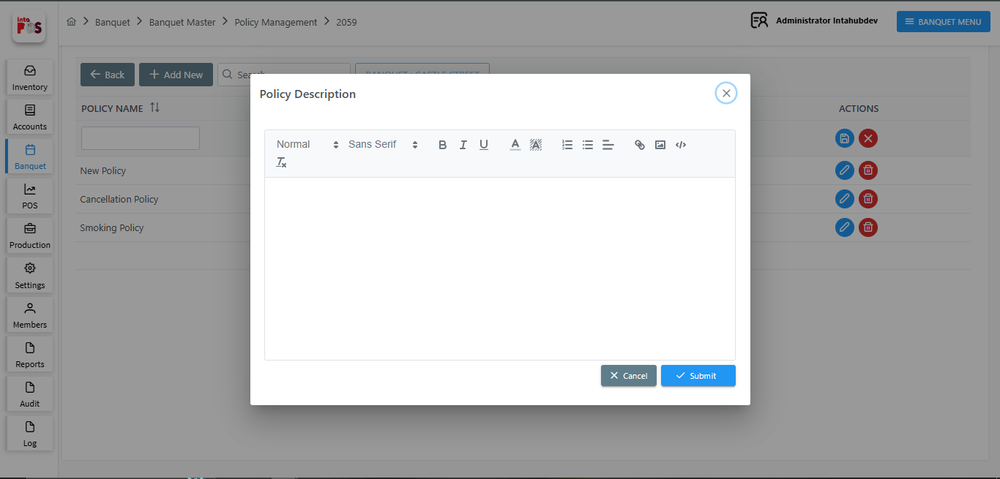 Inta
POS
Banquet
Banquet Master
Policy Management
2059
Administrator Intahubdev
BANQUET MENU
Inventory
Accounts
Banquet
POS
Production
Settings
Members
Reports
Audit
Log
Back
Add New
Search
BANQUET : CASTLE STREET
POLICY NAME
ACTIONS
New Policy
Cancellation Policy
Smoking Policy
Policy Description
Normal
Sans Serif
Cancel
Submit